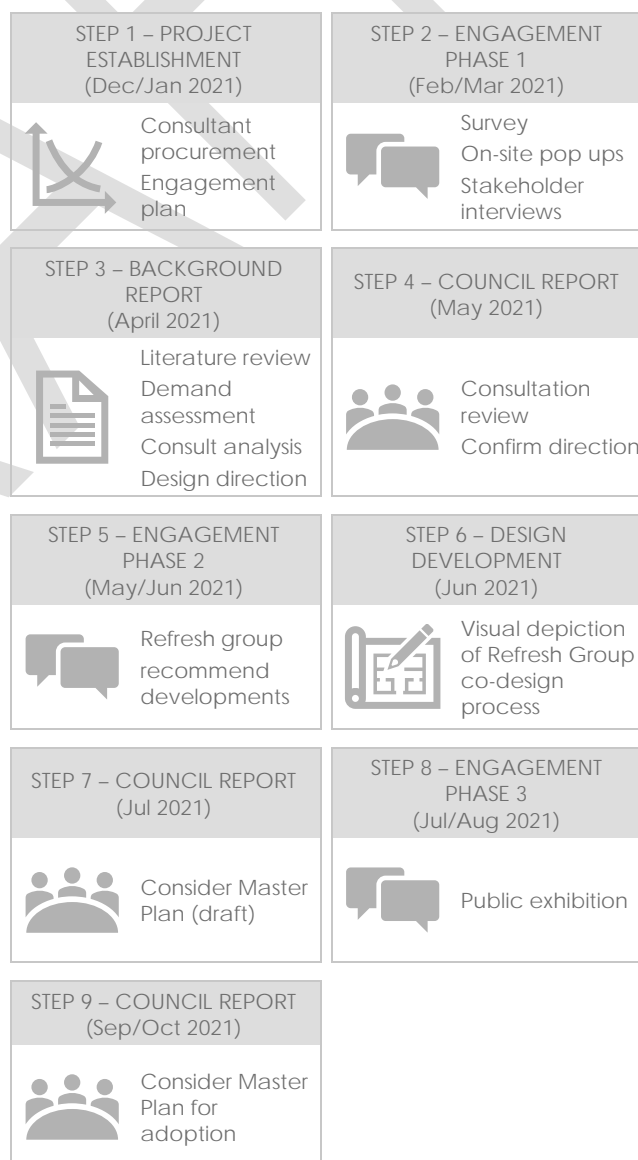 STEP 1 – PROJECT
ESTABLISHMENT
(Dec/Jan 2021)
Consultant
procurement
Engagement
plan
STEP 2 – ENGAGEMENT
PHASE 1
(Feb/Mar 2021)
Survey
On-site pop ups
Stakeholder
interviews
STEP 3 – BACKGROUND
REPORT
(April 2021)
Literature review
Demand
assessment
Consult analysis
Design direction
STEP 4 – COUNCIL REPORT
(May 2021)
Consultation
review
Confirm direction
STEP 5 – ENGAGEMENT
PHASE 2
(May/Jun 2021)
Refresh group
recommend
developments
STEP 6 – DESIGN
DEVELOPMENT
(Jun 2021)
Visual depiction
of Refresh Group
co-design
process
STEP 7 – COUNCIL REPORT
(Jul 2021)
Consider Master
Plan (draft)
STEP 8 – ENGAGEMENT
PHASE 3
(Jul/Aug 2021)
Public exhibition
STEP 9 – COUNCIL REPORT
(Sep/Oct 2021)
Consider Master
Plan for
adoption